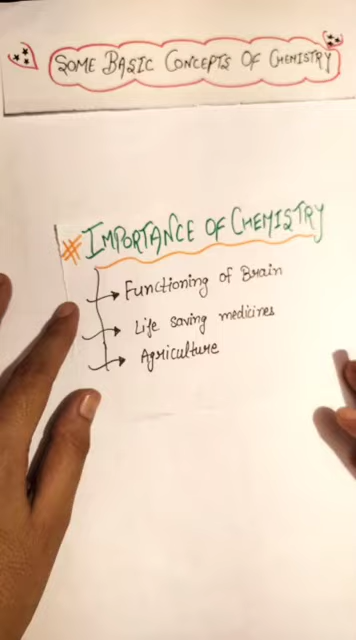 SOME BASIC CONCEPTS OF CHEMISTRY
# IMPORTANCE OF CHEMISTRY
Functioning of Brain
Life saving medicines
Agriculture